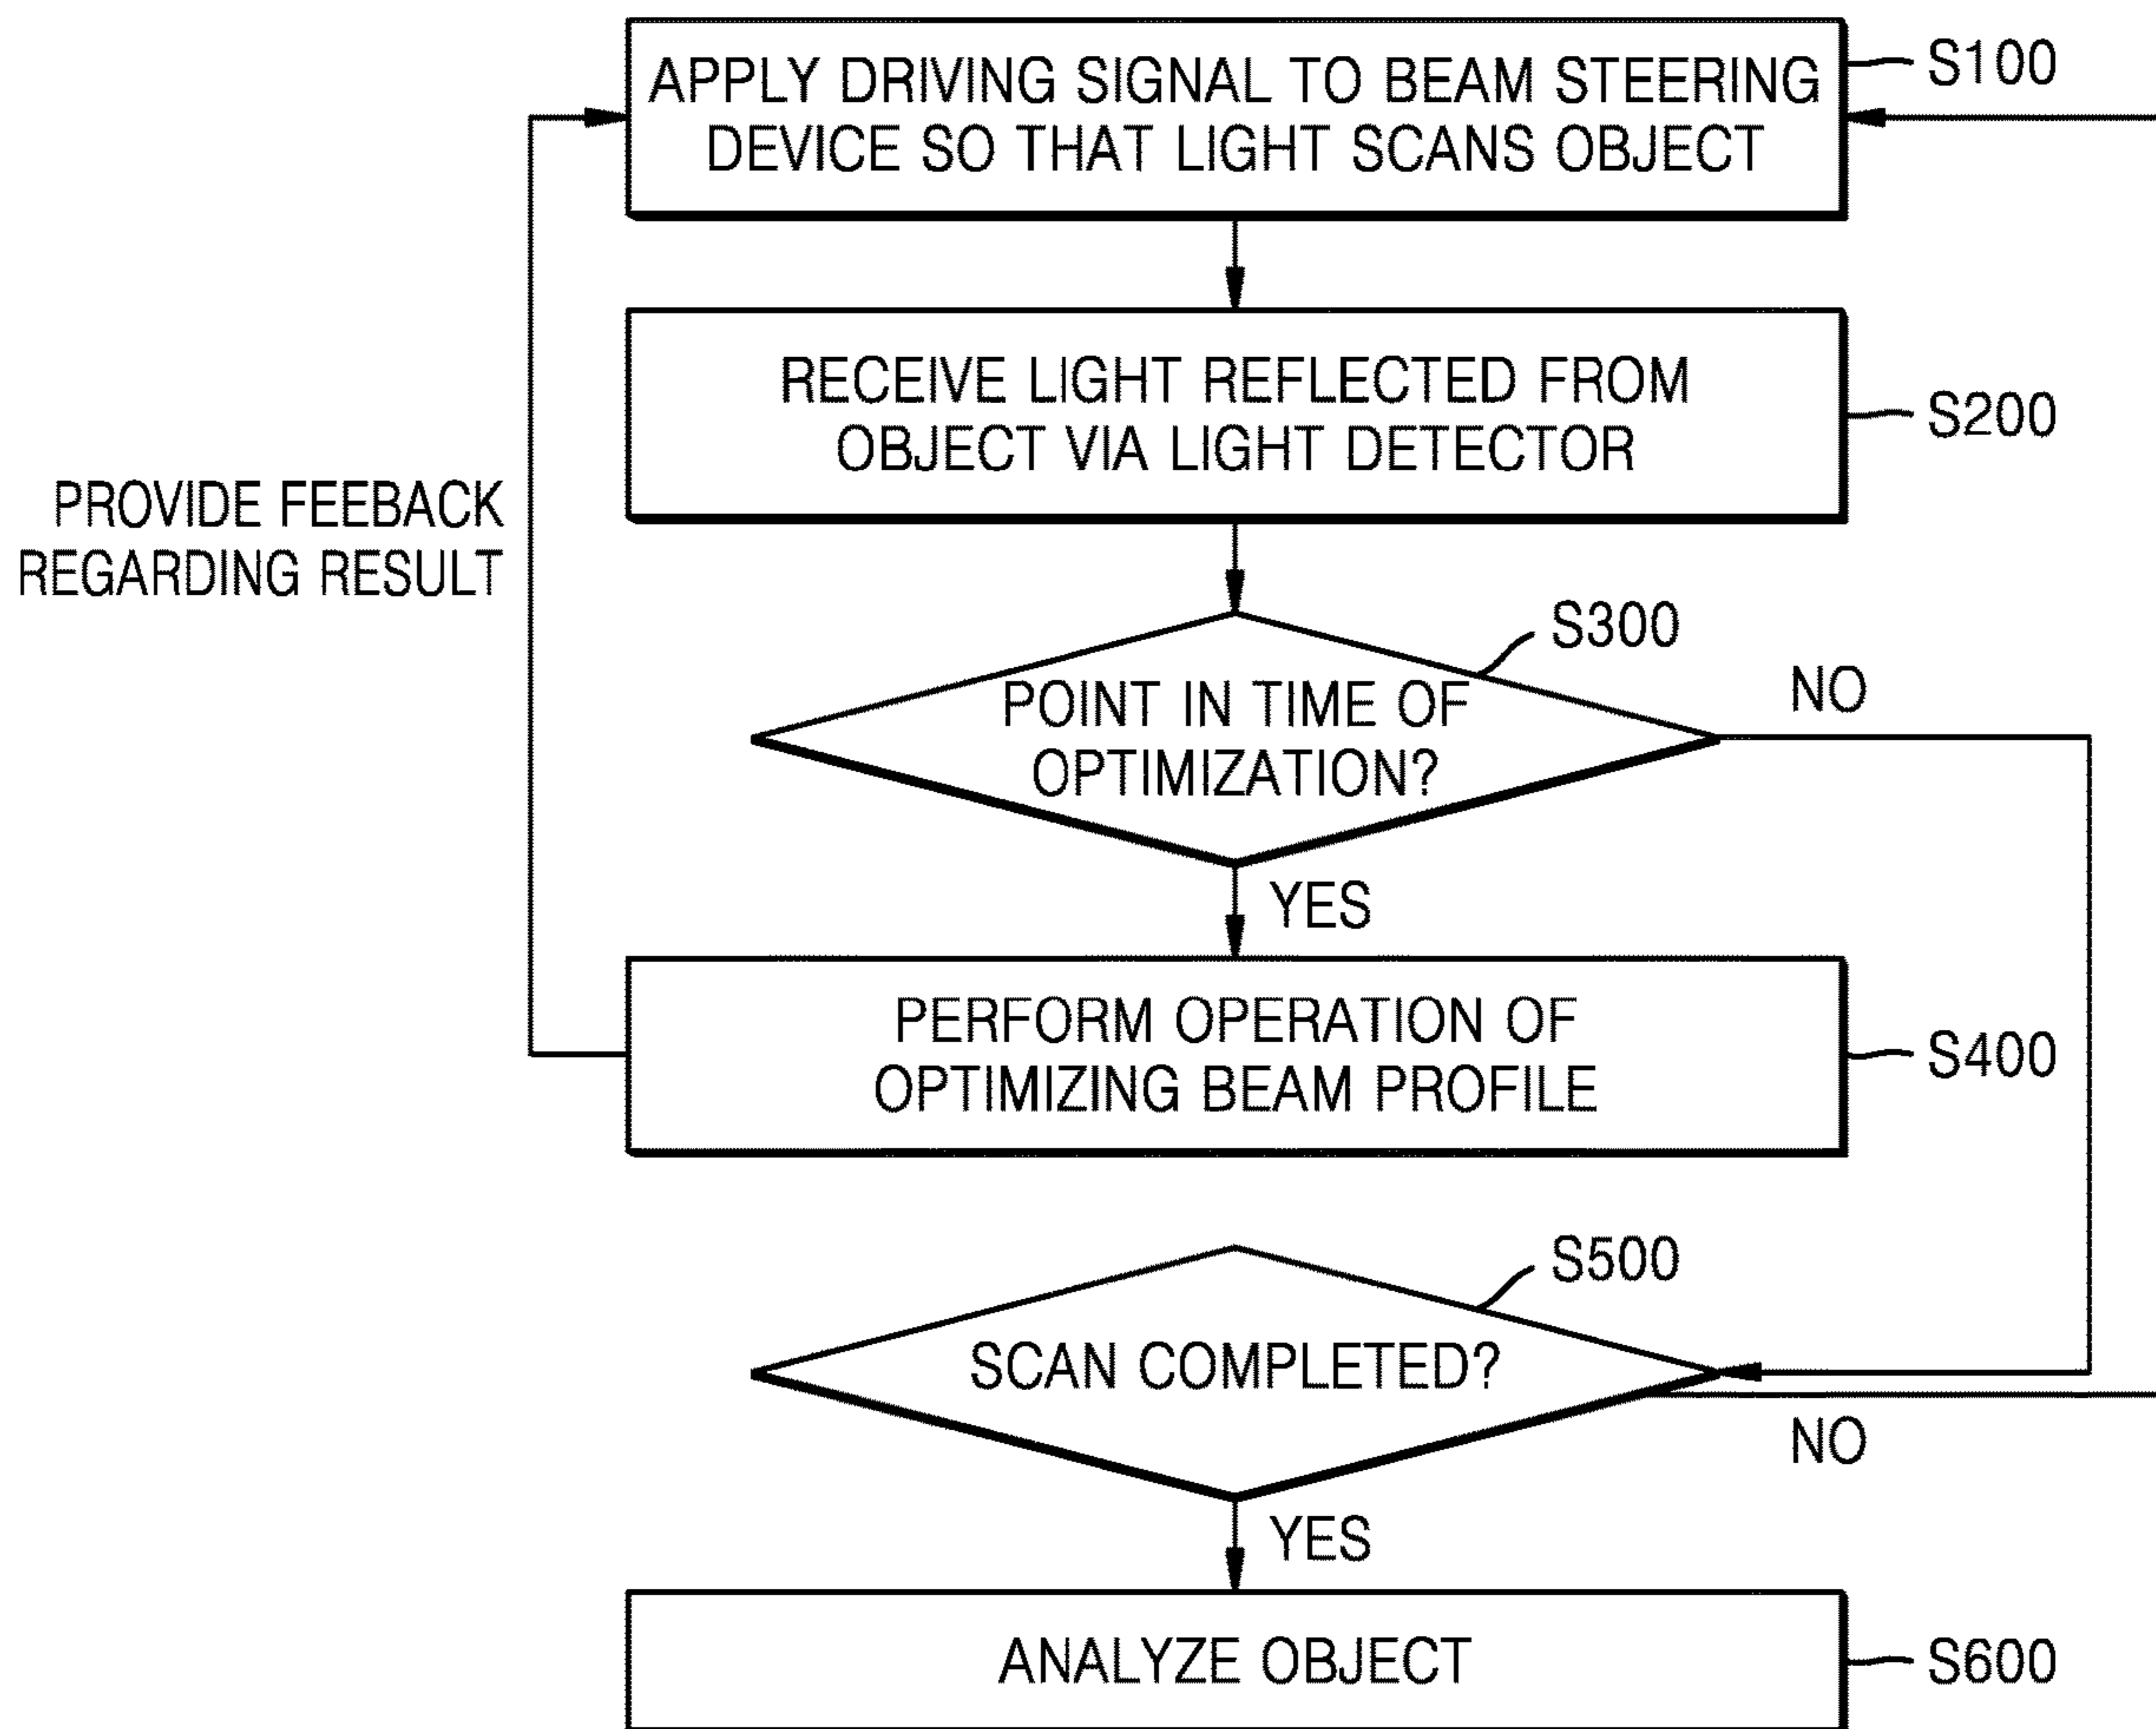 APPLY DRIVING SIGNAL TO BEAM STEERING
DEVICE SO THAT LIGHT SCANS OBJECT
S100
RECEIVE LIGHT REFLECTED FROM
OBJECT VIA LIGHT DETECTOR
S200
PROVIDE FEEBACK
REGARDING RESULT
S300
POINT IN TIME OF
OPTIMIZATION?
NO
YES
PERFORM OPERATION OF
OPTIMIZING BEAM PROFILE
S400
S500
SCAN COMPLETED?
NO
YES
ANALYZE OBJECT
S600